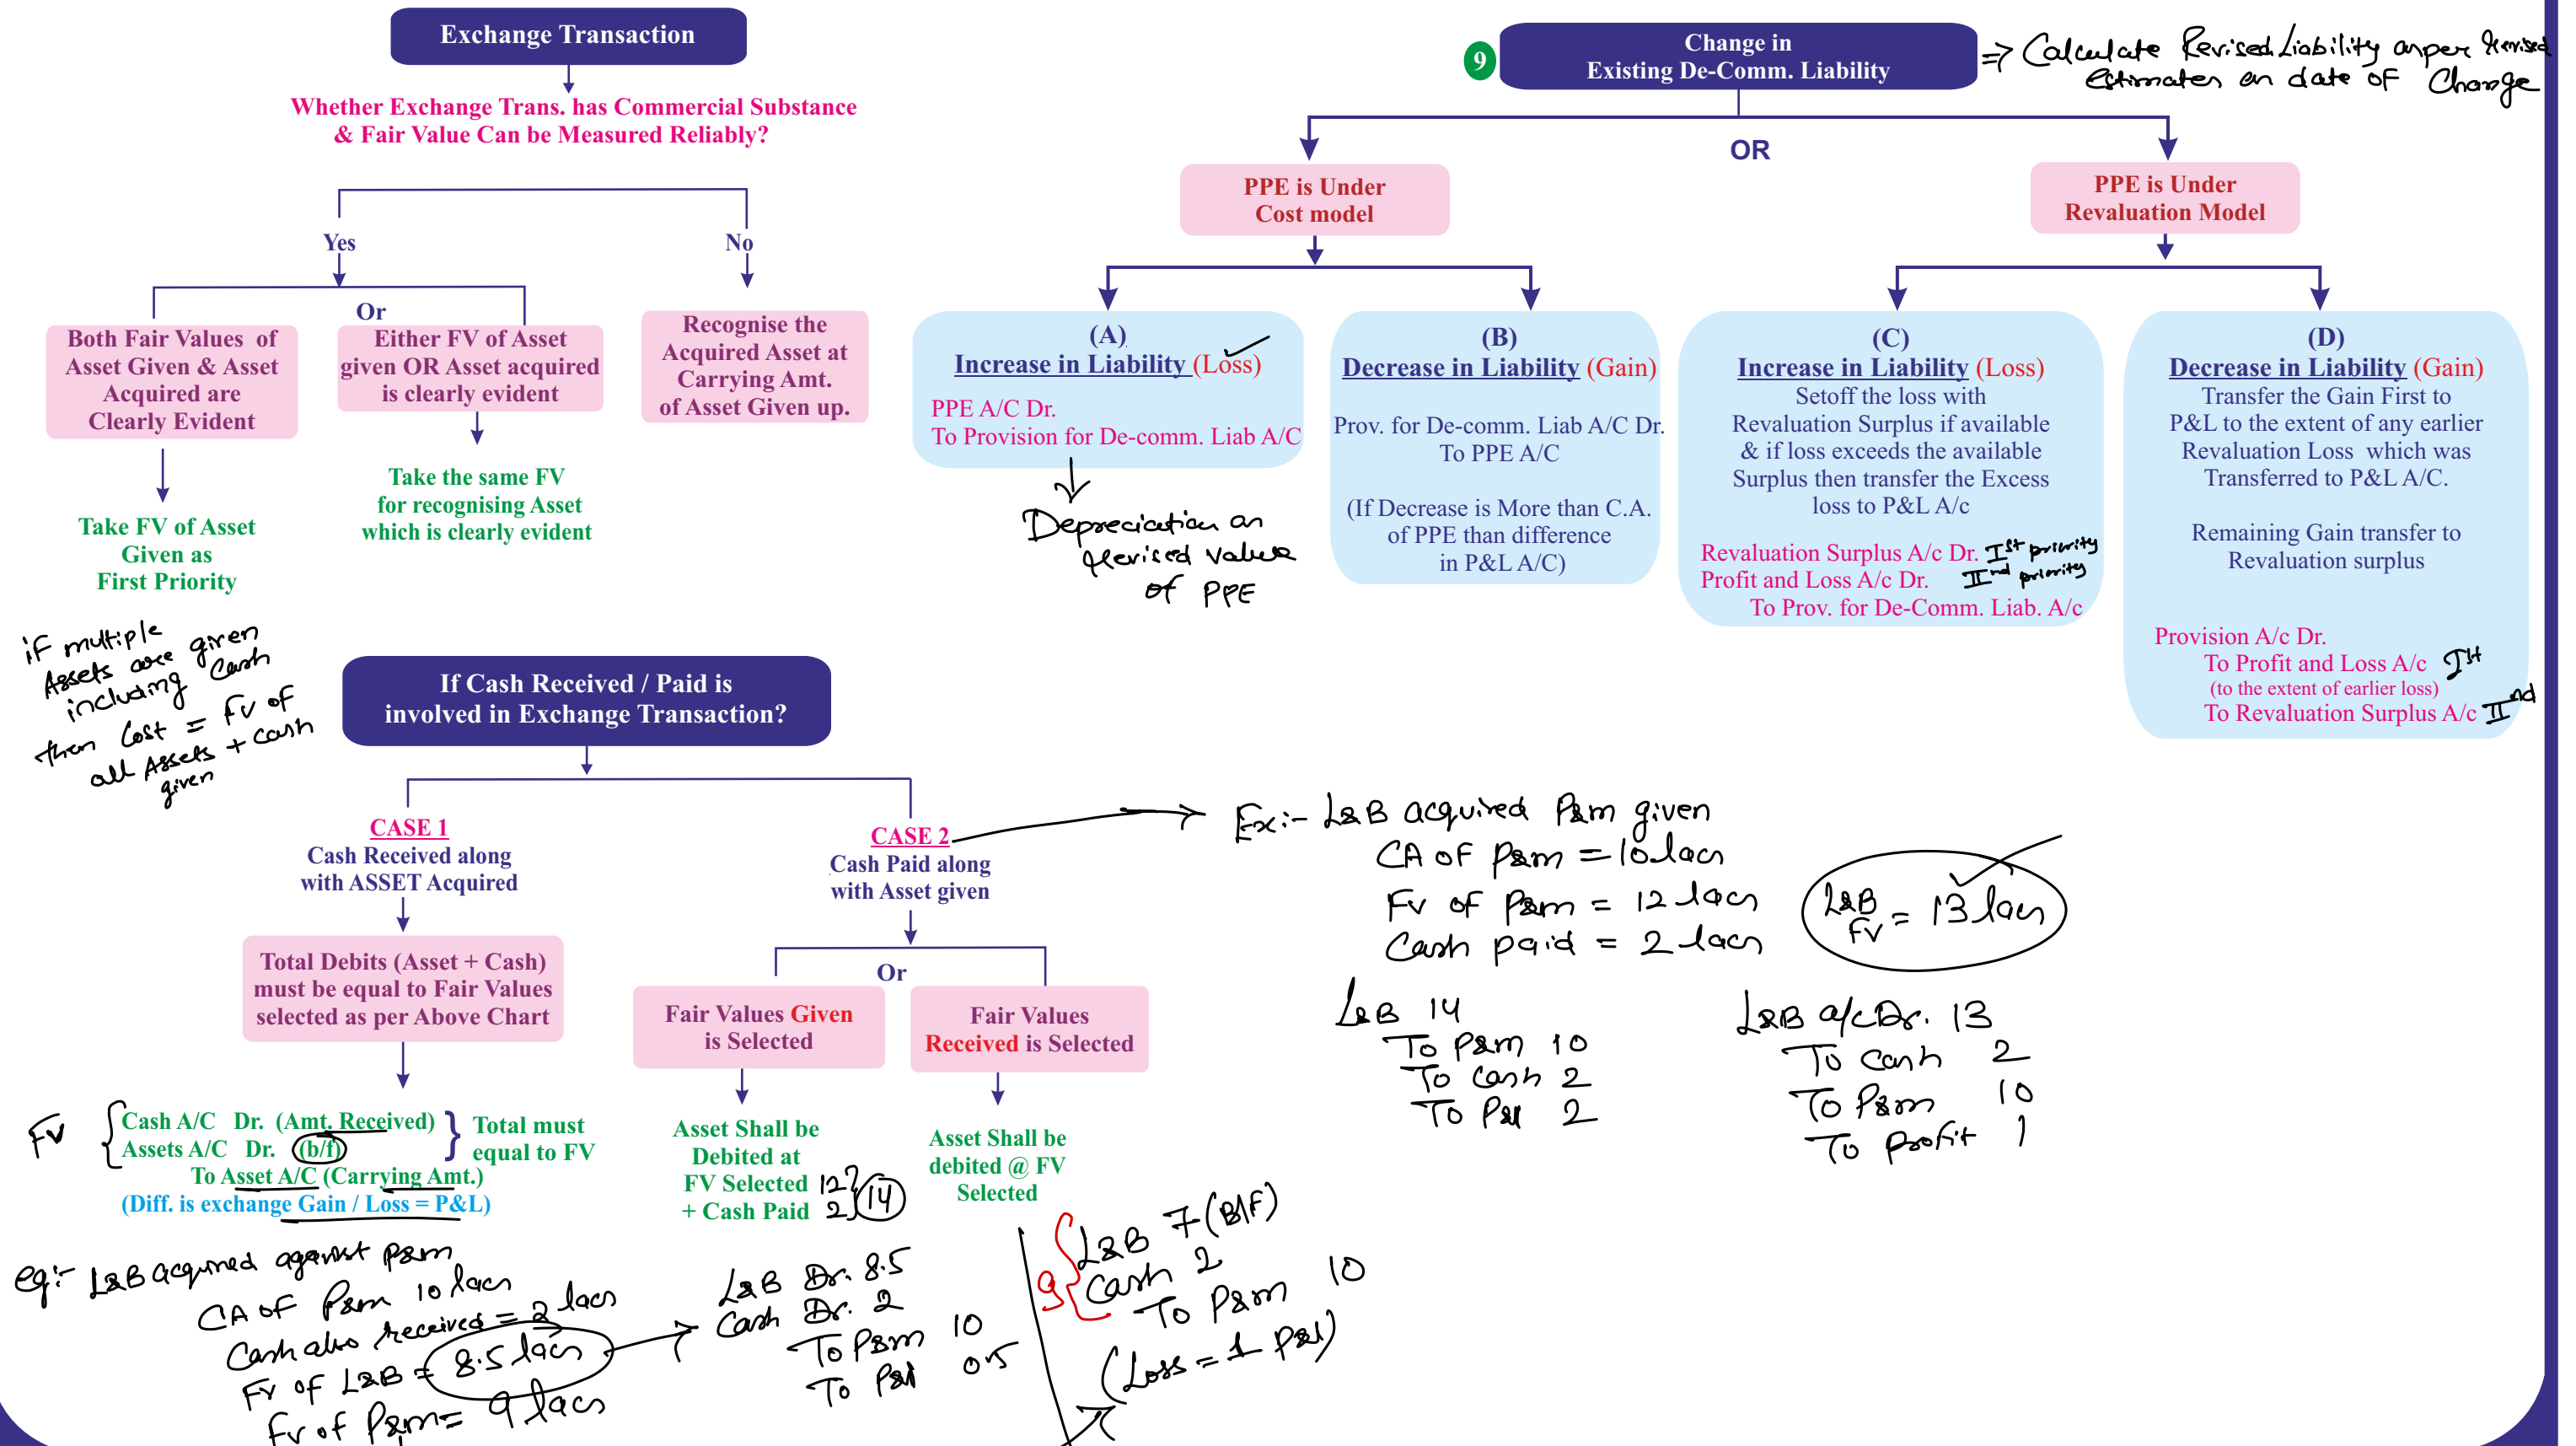 Exchange Transaction
Whether Exchange Trans. has Commercial Substance
& Fair Value Can be Measured Reliably?
Yes
No
Or
Both Fair Values of
Asset Given & Asset
Acquired are
Clearly Evident
Either FV of Asset
given OR Asset acquired
is clearly evident
Recognise the
Acquired Asset at
Carrying Amt.
of Asset Given up.
Take FV of Asset
Given as
First Priority
Take the same FV
for recognising Asset
which is clearly evident
if multiple
Assets are given
including Cash
then Cost = FV of
all Assets + cash
given
If Cash Received / Paid is
involved in Exchange Transaction?
CASE 1
Cash Received along
with ASSET Acquired
Total Debits (Asset + Cash)
must be equal to Fair Values
selected as per Above Chart
FV
Cash A/C Dr. (Amt. Received)
Assets A/C Dr. (b/f)
To Asset A/C (Carrying Amt.)
(Diff. is exchange Gain / Loss = P&L)
Total must
equal to FV
CASE 2
Cash Paid along
with Asset given
Or
Fair Values Given
is Selected
Fair Values
Received is Selected
Asset Shall be
Debited at
FV Selected
+ Cash Paid
12
2
14
Asset Shall be
debited @ FV
Selected
eg:- L&B acquired against P&m
CA of P&m 10 lacs
Cash also received = 2 lacs
FV of L&B = 8.5 lacs
FV of P&m = 9 lacs
L&B Dr. 8.5
Cash Dr. 2
To P&m 10
To P&l 0.5
9
L&B 7 (B/F)
Cash 2
To P&m 10
(Loss = 1 P&l)
9
Change in
Existing De-Comm. Liability
=> Calculate Revised Liability as per revised
estimates on date of Change
OR
PPE is Under
Cost model
PPE is Under
Revaluation Model
(A)
Increase in Liability (Loss)
PPE A/C Dr.
To Provision for De-comm. Liab A/C
Depreciation on
revised values
of PPE
(B)
Decrease in Liability (Gain)
Prov. for De-comm. Liab A/C Dr.
To PPE A/C
(If Decrease is More than C.A.
of PPE than difference
in P&L A/C)
(C)
Increase in Liability (Loss)
Setoff the loss with
Revaluation Surplus if available
& if loss exceeds the available
Surplus then transfer the Excess
loss to P&L A/c
Revaluation Surplus A/c Dr. Ist priority
Profit and Loss A/c Dr. IInd priority
To Prov. for De-Comm. Liab. A/c
(D)
Decrease in Liability (Gain)
Transfer the Gain First to
P&L to the extent of any earlier
Revaluation Loss which was
Transferred to P&L A/C.
Remaining Gain transfer to
Revaluation surplus
Provision A/c Dr.
To Profit and Loss A/c Ist
(to the extent of earlier loss)
To Revaluation Surplus A/c IInd
Ex:- L&B acquired P&m given
CA of P&m = 10 lacs
FV of P&m = 12 lacs
Cash paid = 2 lacs
L&B
FV = 13 lacs
L&B 14
To P&m 10
To Cash 2
To P&l 2
L&B a/c Dr. 13
To Cash 2
To P&m 10
To Profit 1